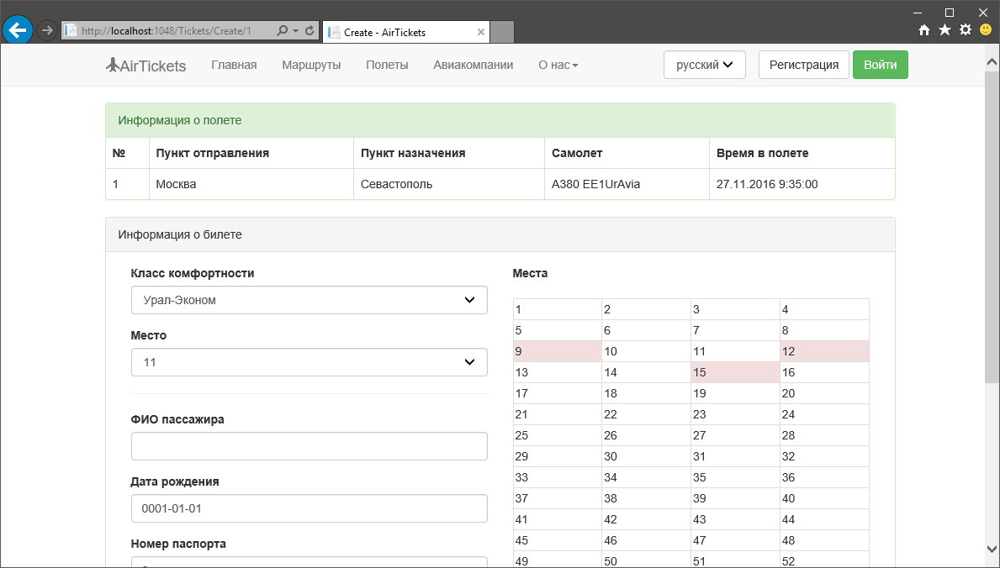 http://localhost:1048/Tickets/Create/1
Create - AirTickets
AirTickets Главная Маршруты Полеты Авиакомпании О нас русский Регистрация Войти
Информация о полете
№ Пункт отправления Пункт назначения Самолет Время в полете
1 Москва Севастополь A380 EE1UrAvia 27.11.2016 9:35:00
Информация о билете
Класс комфортности
Урал-Эконом
Место
11
ФИО пассажира
Дата рождения
0001-01-01
Номер паспорта
Места
1 2 3 4
5 6 7 8
9 10 11 12
13 14 15 16
17 18 19 20
21 22 23 24
25 26 27 28
29 30 31 32
33 34 35 36
37 38 39 40
41 42 43 44
45 46 47 48
49 50 51 52